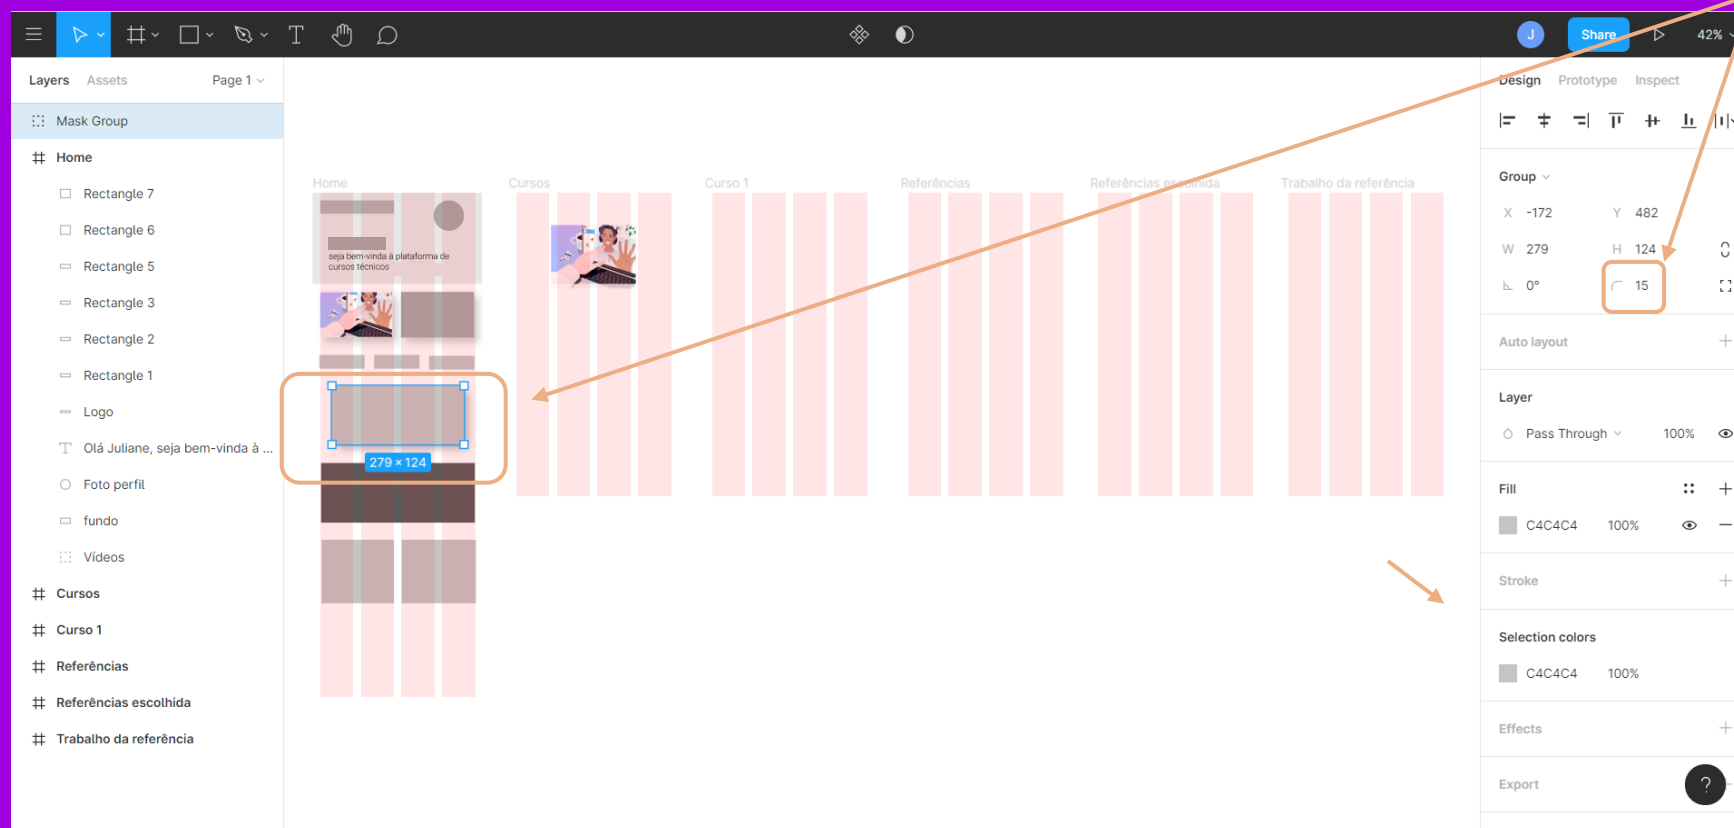 J
Share
42%
Layers
Assets
Page 1
Mask Group
Home
Rectangle 7
Rectangle 6
Rectangle 5
Rectangle 3
Rectangle 2
Rectangle 1
Logo
Olá Juliane, seja bem-vinda à ...
Foto perfil
fundo
Vídeos
Cursos
Curso 1
Referências
Referências escolhida
Trabalho da referência
Home
Cursos
Curso 1
Referências
Referências escolhida
Trabalho da referência
seja bem-vinda à plataforma de
cursos técnicos
279 × 124
Design
Prototype
Inspect
Group
X -172
Y 482
W 279
H 124
0°
15
Auto layout
Layer
Pass Through
100%
Fill
C4C4C4
100%
Stroke
Selection colors
C4C4C4
100%
Effects
Export
?